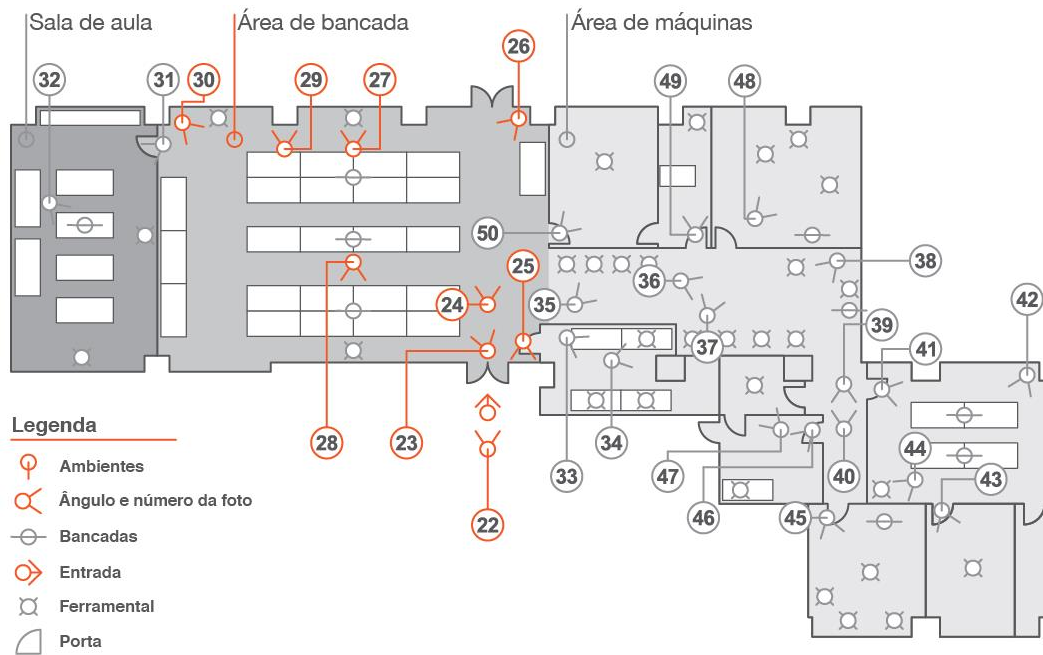 Sala de aula
Área de bancada
Área de máquinas
26
32
31
30
29
27
49
48
50
25
36
38
24
35
42
37
39
41
28
23
33
34
47
44
43
40
46
45
22
Legenda
Ambientes
Ângulo e número da foto
Bancadas
Entrada
Ferramental
Porta